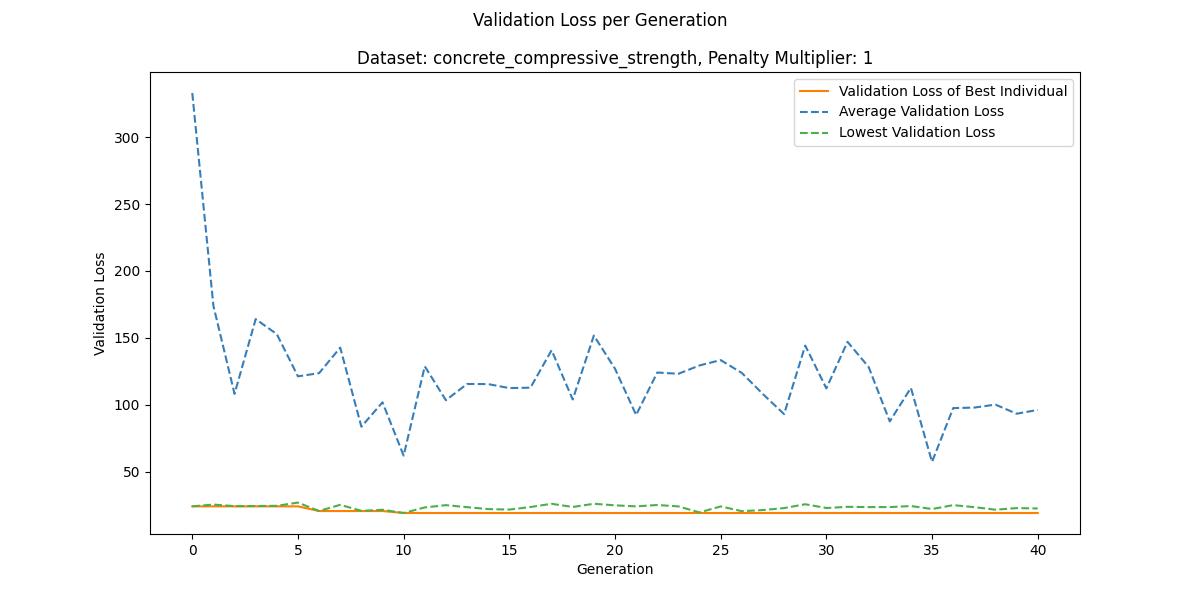 Validation Loss per Generation
Dataset: concrete_compressive_strength, Penalty Multiplier: 1
Validation Loss of Best Individual
Average Validation Loss
Lowest Validation Loss
300
250
200
150
100
50
Validation Loss
0 5 10 15 20 25 30 35 40
Generation